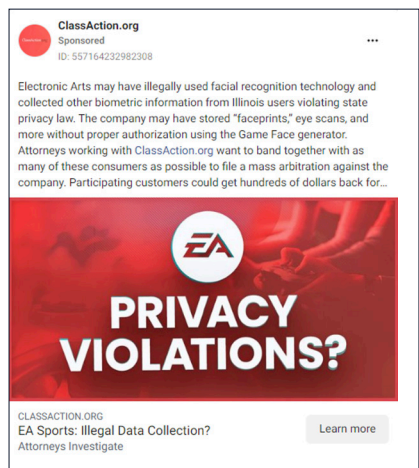 ClassAction.org
Sponsored
ID: 557164232982308
Electronic Arts may have illegally used facial recognition technology and
collected other biometric information from Illinois users violating state
privacy law. The company may have stored "faceprints," eye scans, and
more without proper authorization using the Game Face generator.
Attorneys working with ClassAction.org want to band together with as
many of these consumers as possible to file a mass arbitration against the
company. Participating customers could get hundreds of dollars back for...
EA
PRIVACY
VIOLATIONS?
CLASSACTION.ORG
EA Sports: Illegal Data Collection?
Learn more
Attorneys Investigate